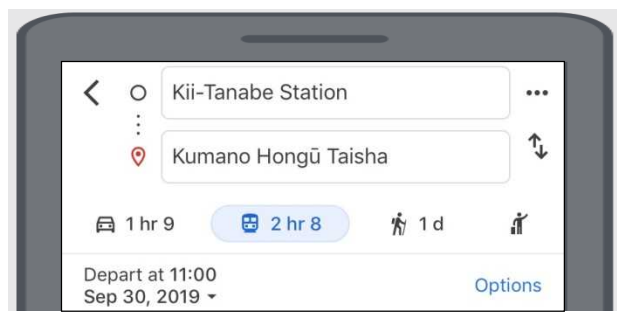 Kii-Tanabe Station
Kumano Hongū Taisha
1 hr 9 2 hr 8 1 d
Depart at 11:00
Sep 30, 2019
Options